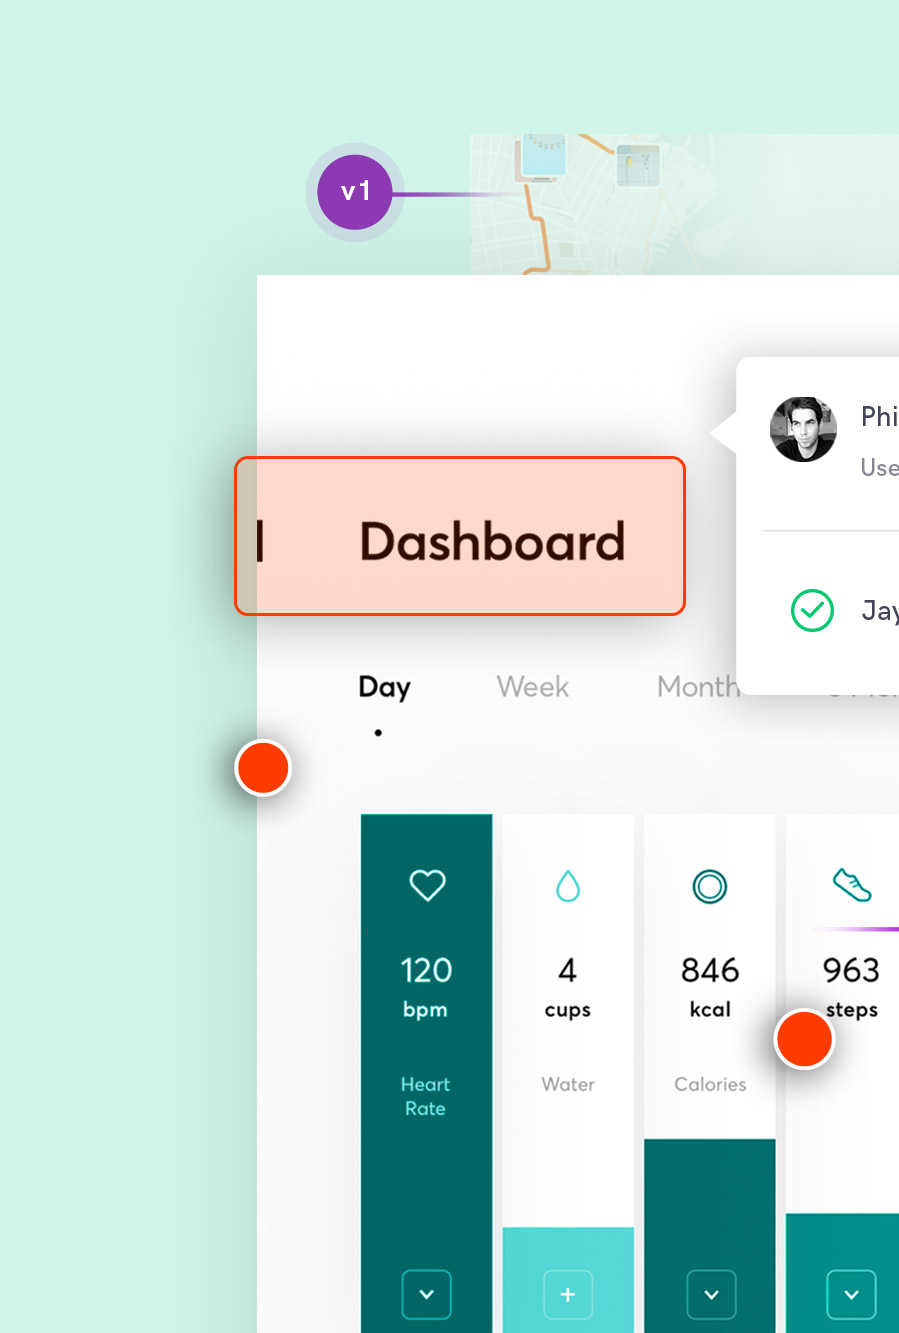 v1
Phi
Use
Dashboard
Jay
Day Week Month
120 4 846 963
bpm cups kcal steps
Heart Water Calories
Rate